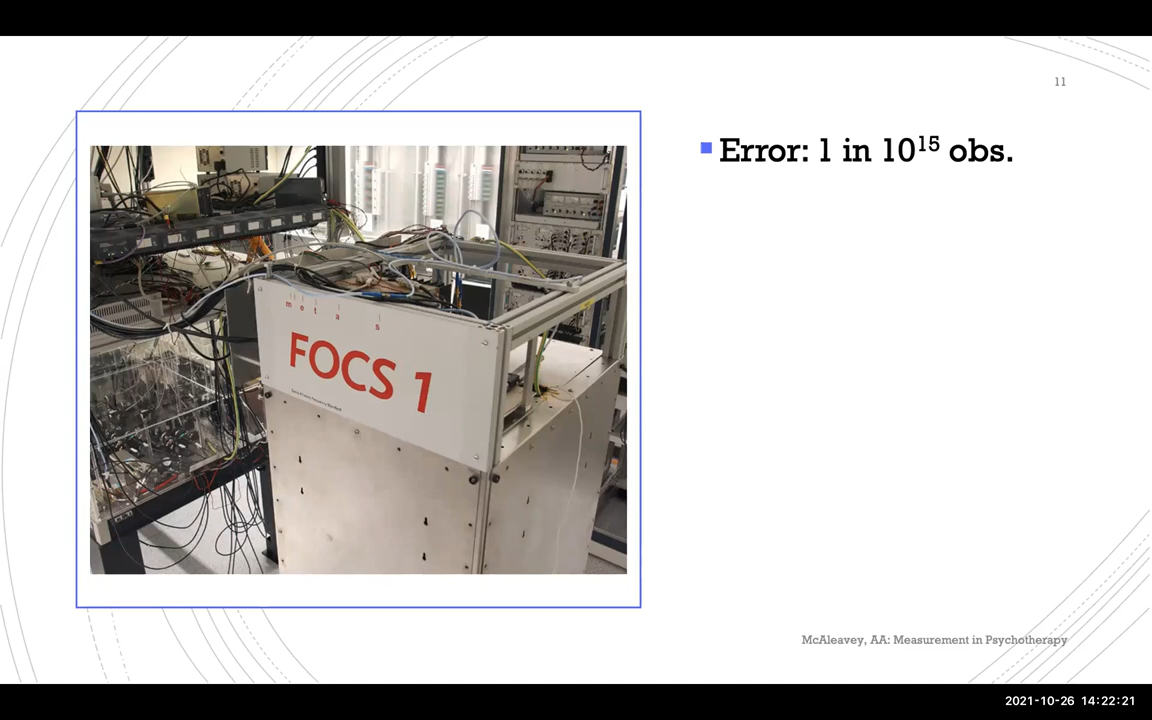 11
Error: 1 in 10¹⁵ obs.
metas
FOCS 1
McAleavey, AA: Measurement in Psychotherapy
2021-10-26 14:22:21